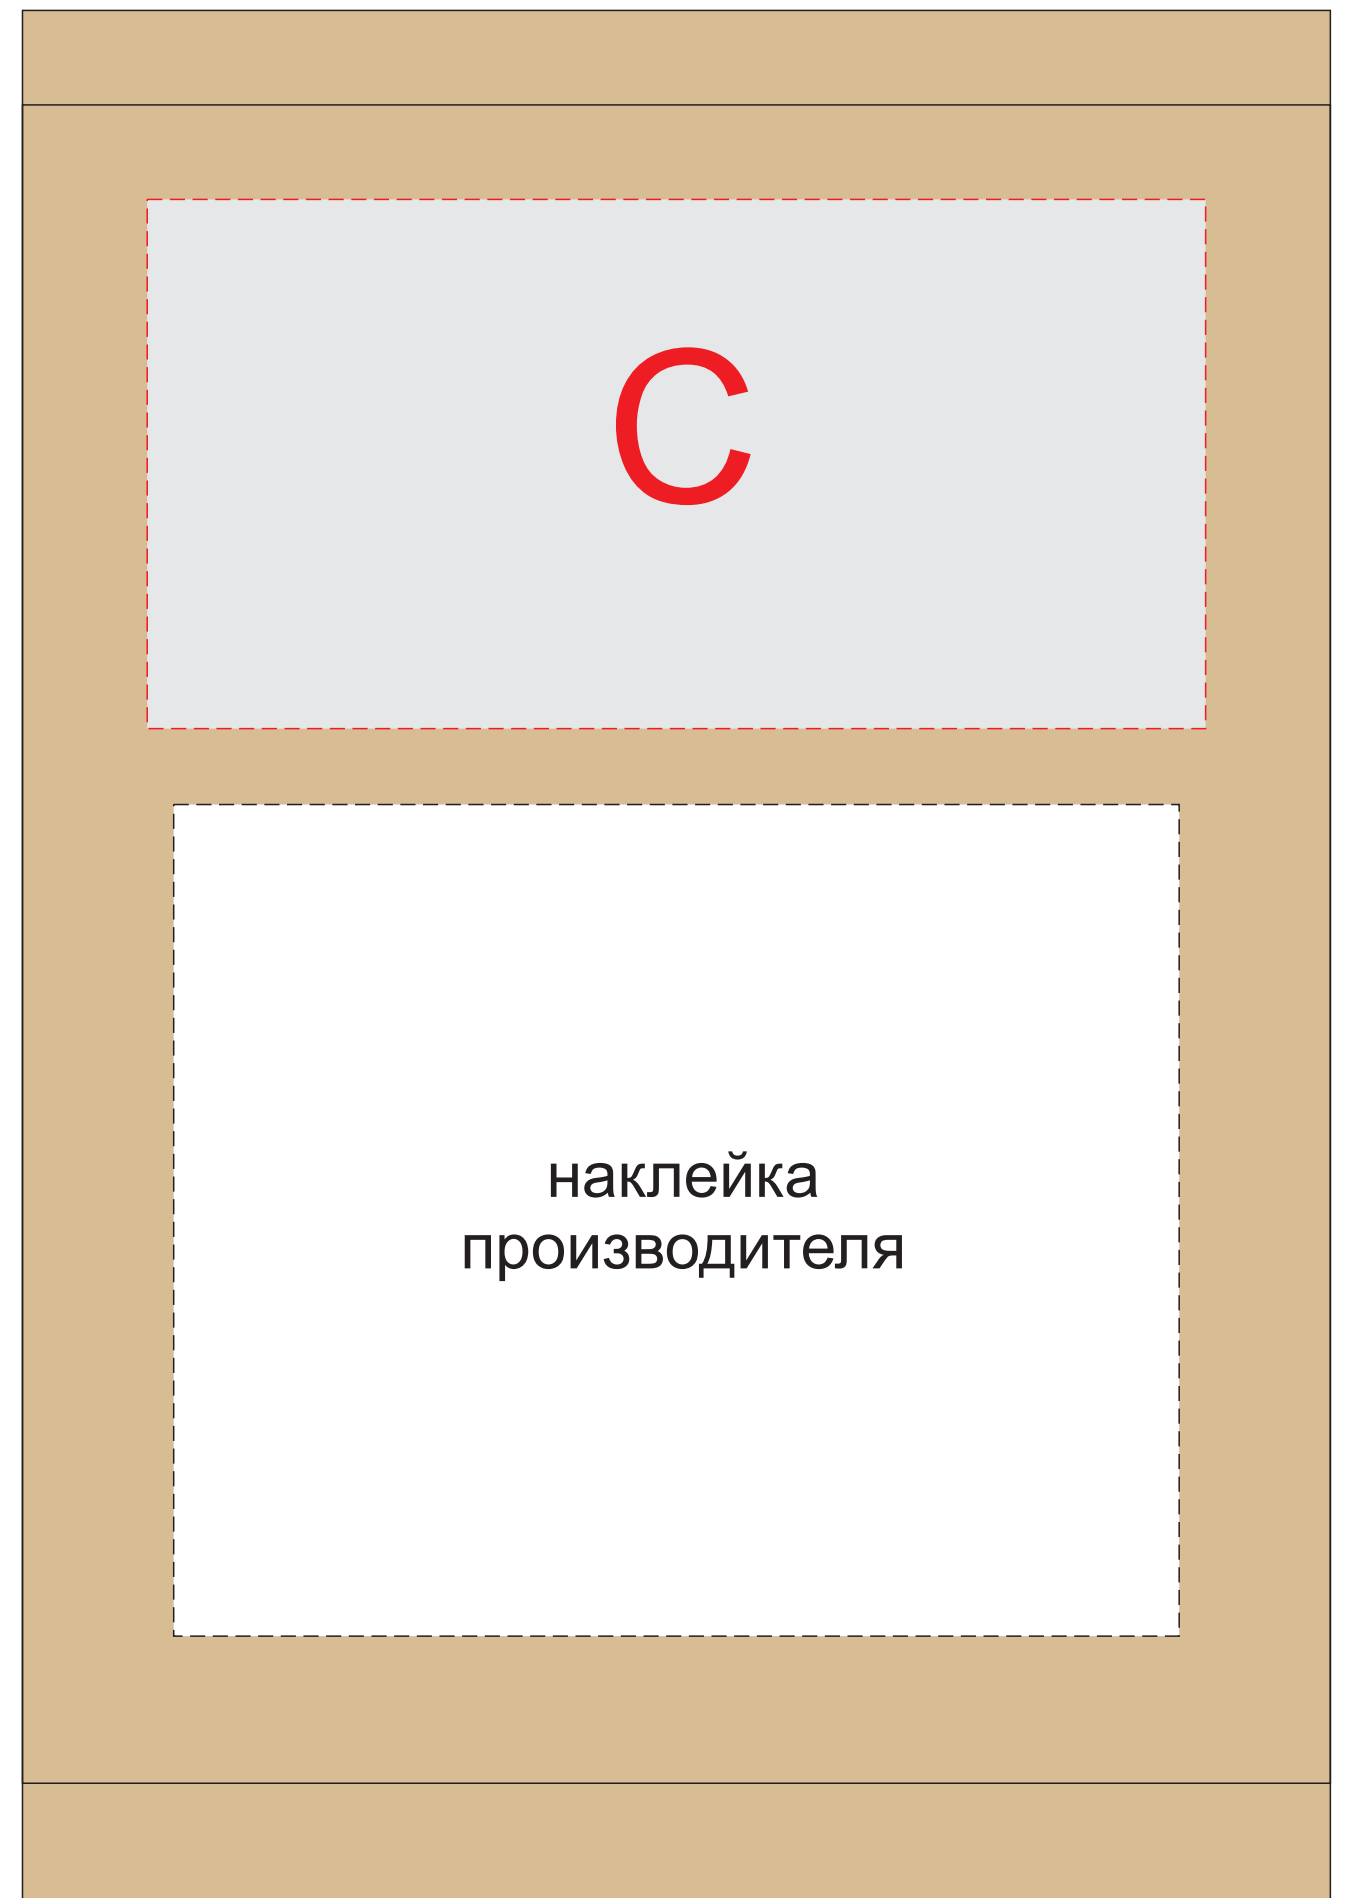 С
наклейка
производителя